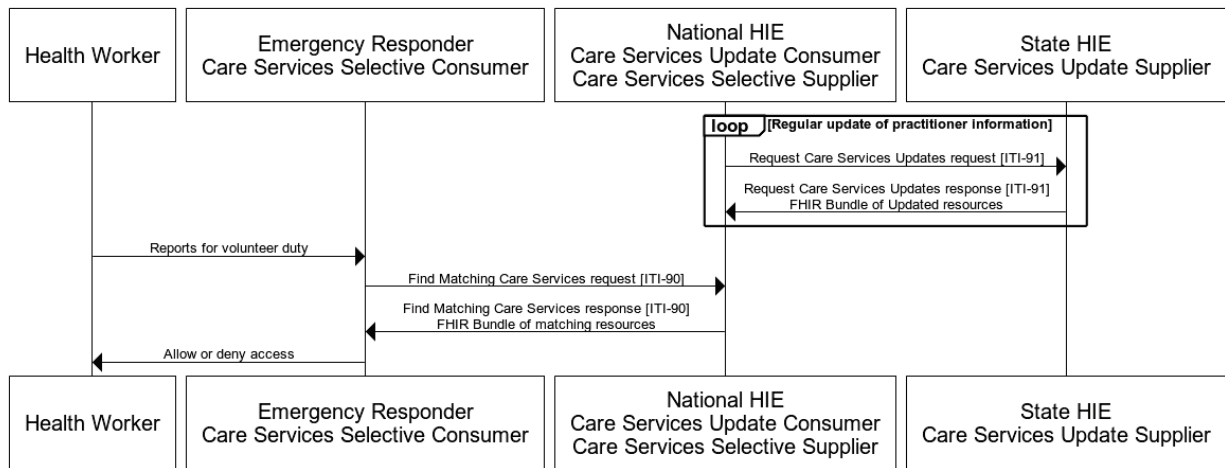 Health Worker
Emergency Responder
Care Services Selective Consumer
National HIE
Care Services Update Consumer
Care Services Selective Supplier
State HIE
Care Services Update Supplier
loop [Regular update of practitioner information]
Request Care Services Updates request [ITI-91]
Request Care Services Updates response [ITI-91]
FHIR Bundle of Updated resources
Reports for volunteer duty
Find Matching Care Services request [ITI-90]
Find Matching Care Services response [ITI-90]
FHIR Bundle of matching resources
Allow or deny access
Health Worker
Emergency Responder
Care Services Selective Consumer
National HIE
Care Services Update Consumer
Care Services Selective Supplier
State HIE
Care Services Update Supplier